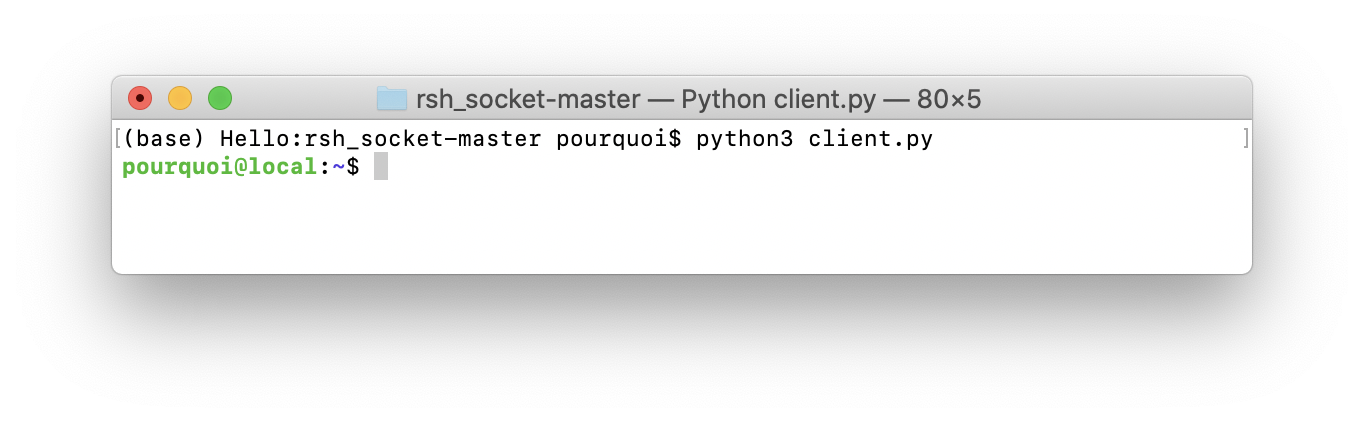 rsh_socket-master — Python client.py — 80×5
[(base) Hello:rsh_socket-master pourquoi$ python3 client.py ]
pourquoi@local:~$